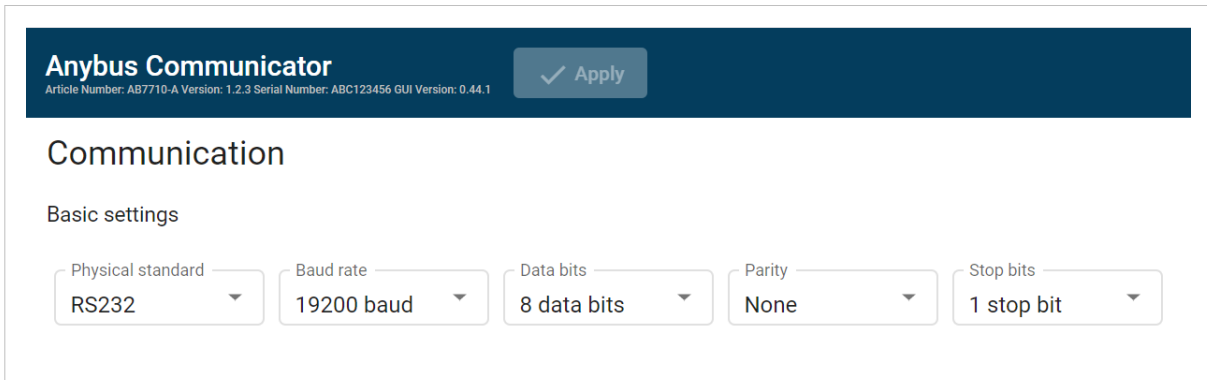 Anybus Communicator
Article Number: AB7710-A Version: 1.2.3 Serial Number: ABC123456 GUI Version: 0.44.1
Apply
Communication
Basic settings
Physical standard
RS232
Baud rate
19200 baud
Data bits
8 data bits
Parity
None
Stop bits
1 stop bit